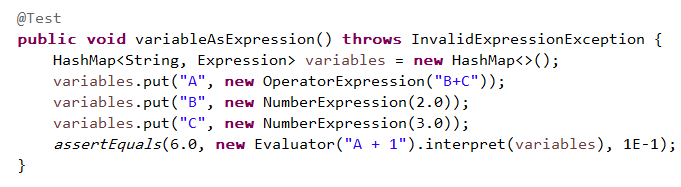 @Test
public void variableAsExpression() throws InvalidExpressionException {
    HashMap<String, Expression> variables = new HashMap<>();
    variables.put("A", new OperatorExpression("B+C"));
    variables.put("B", new NumberExpression(2.0));
    variables.put("C", new NumberExpression(3.0));
    assertEquals(6.0, new Evaluator("A + 1").interpret(variables), 1E-1);
}